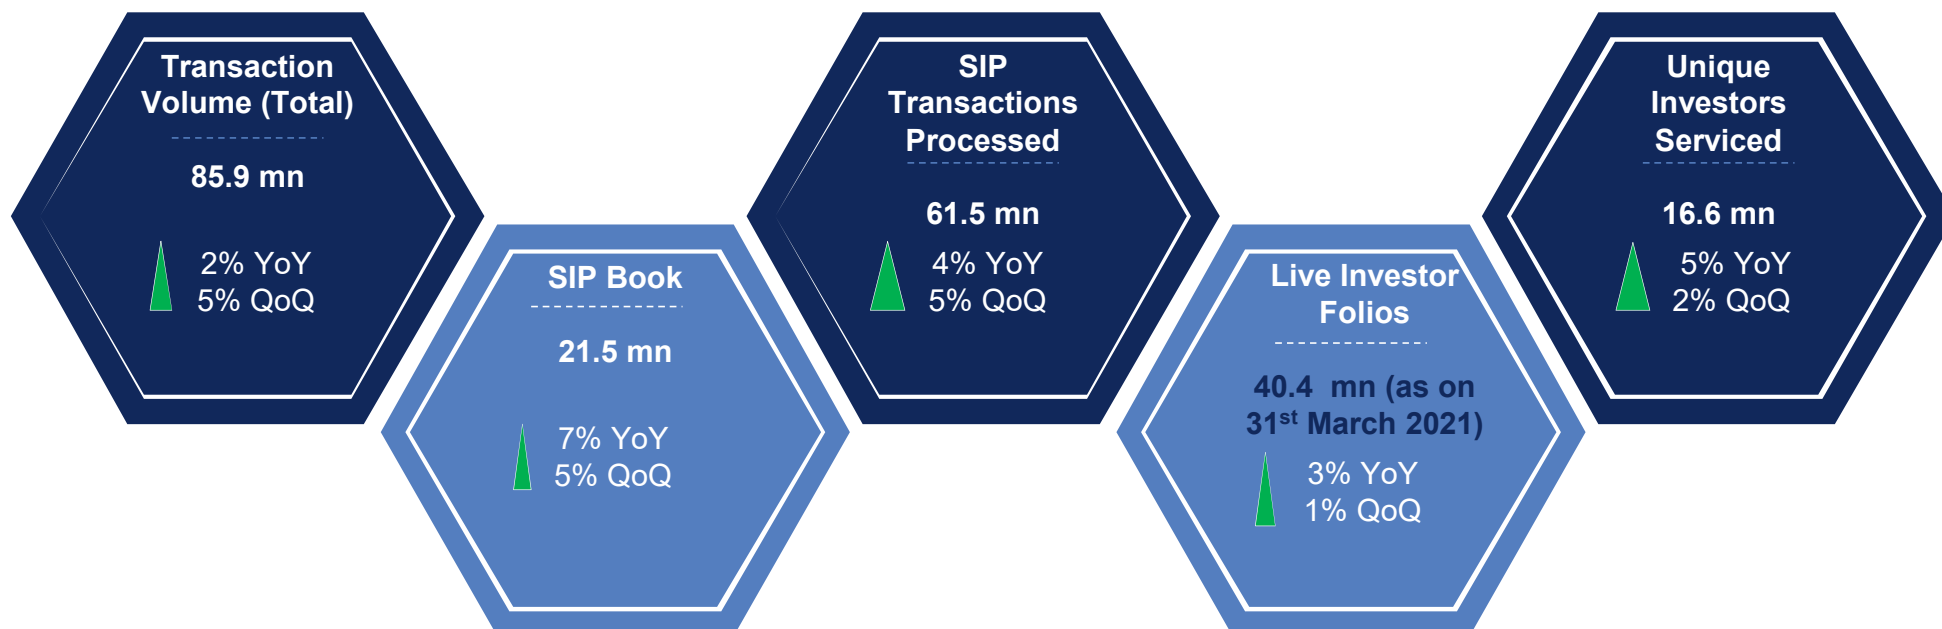 Transaction
Volume (Total)
85.9 mn
2% YoY
5% QoQ
SIP Book
21.5 mn
7% YoY
5% QoQ
SIP
Transactions
Processed
61.5 mn
4% YoY
5% QoQ
Live Investor
Folios
40.4 mn (as on
31st March 2021)
3% YoY
1% QoQ
Unique
Investors
Serviced
16.6 mn
5% YoY
2% QoQ